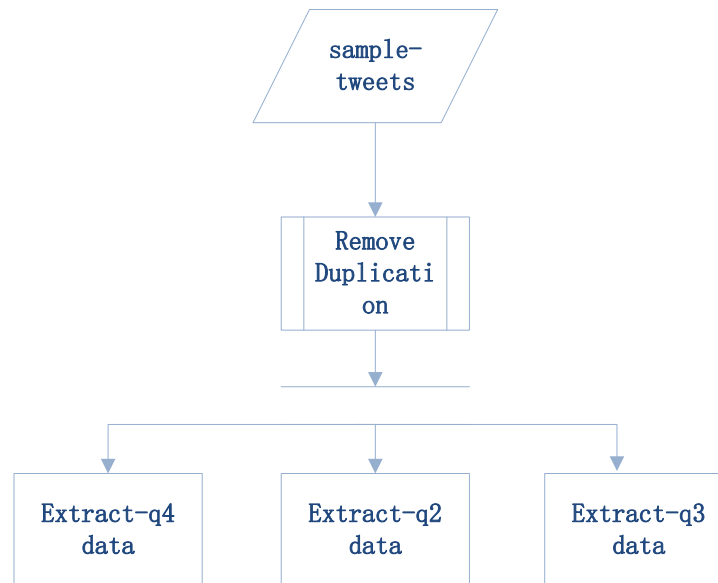 sample-
tweets
Remove
Duplicati
on
Extract-q4
data
Extract-q2
data
Extract-q3
data